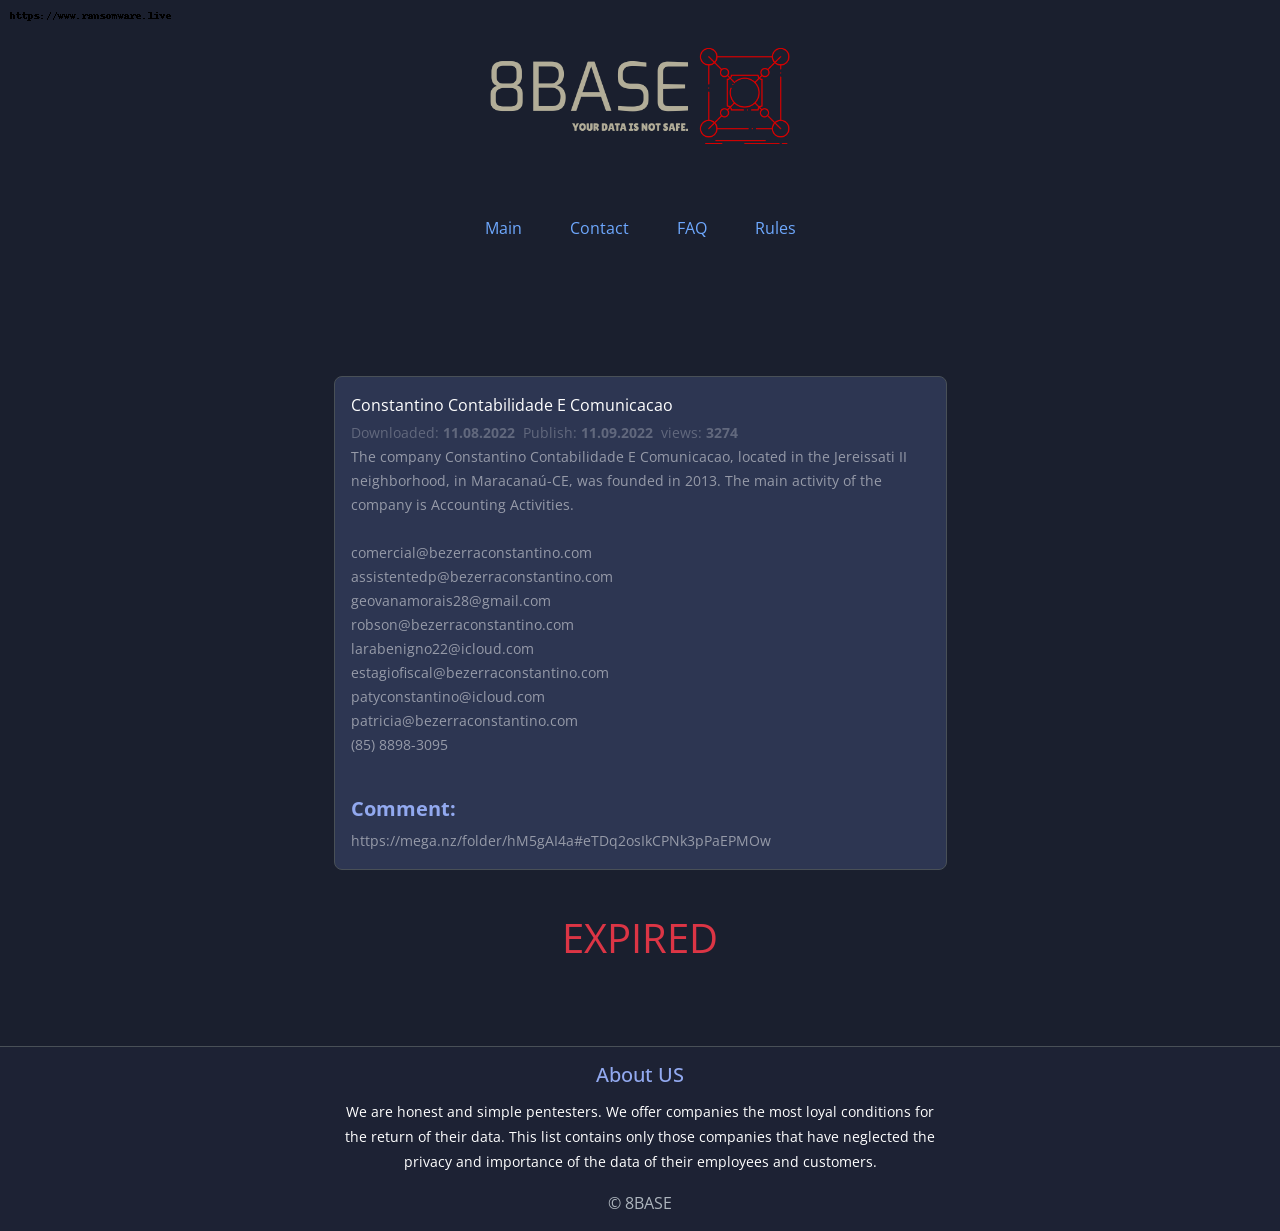 https://www.ransomware.live
8BASE
YOUR DATA IS NOT SAFE.
Main Contact FAQ Rules
Constantino Contabilidade E Comunicacao
Downloaded: 11.08.2022 Publish: 11.09.2022 views: 3274
The company Constantino Contabilidade E Comunicacao, located in the Jereissati II
neighborhood, in Maracanaú-CE, was founded in 2013. The main activity of the
company is Accounting Activities.
comercial@bezerraconstantino.com
assistentedp@bezerraconstantino.com
geovanamorais28@gmail.com
robson@bezerraconstantino.com
larabenigno22@icloud.com
estagiofiscal@bezerraconstantino.com
patyconstantino@icloud.com
patricia@bezerraconstantino.com
(85) 8898-3095
Comment:
https://mega.nz/folder/hM5gAI4a#eTDq2osIkCPNk3pPaEPMOw
EXPIRED
About US
We are honest and simple pentesters. We offer companies the most loyal conditions for
the return of their data. This list contains only those companies that have neglected the
privacy and importance of the data of their employees and customers.
© 8BASE